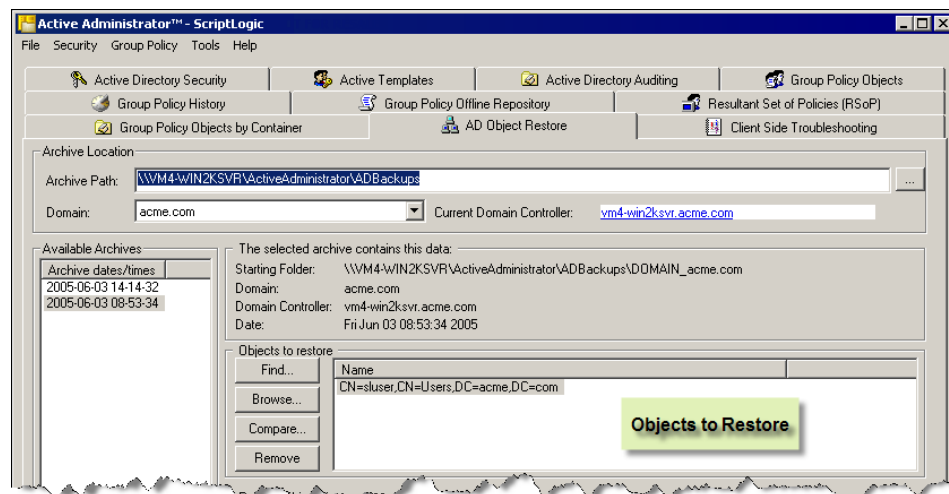 Active Administrator™ - ScriptLogic
File Security Group Policy Tools Help
Active Directory Security Active Templates Active Directory Auditing Group Policy Objects
Group Policy History Group Policy Offline Repository Resultant Set of Policies (RSoP)
Group Policy Objects by Container AD Object Restore Client Side Troubleshooting
Archive Location
Archive Path: \\VM4-WIN2KSVR\ActiveAdministrator\ADBackups ...
Domain: acme.com Current Domain Controller: vm4-win2ksvr.acme.com
Available Archives
Archive dates/times
2005-06-03 14-14-32
2005-06-03 08-53-34
The selected archive contains this data:
Starting Folder: \\VM4-WIN2KSVR\ActiveAdministrator\ADBackups\DOMAIN_acme.com
Domain: acme.com
Domain Controller: vm4-win2ksvr.acme.com
Date: Fri Jun 03 08:53:34 2005
Objects to restore
Find...
Browse...
Compare...
Remove
Name
CN=sluser,CN=Users,DC=acme,DC=com
Objects to Restore